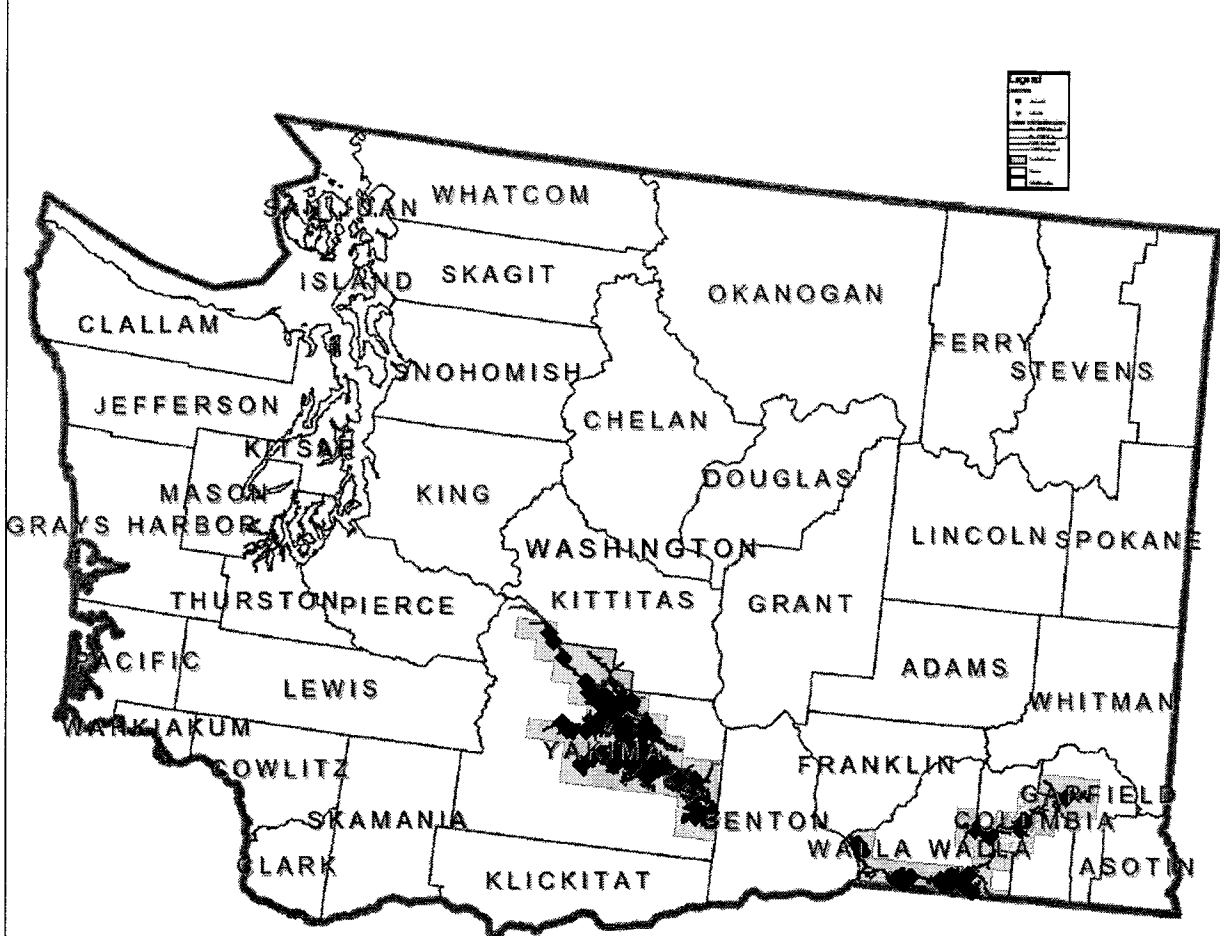 Legend
WHATCOM
SAN JUAN
SKAGIT
ISLAND
OKANOGAN
CLALLAM
FERRY
STEVENS
SNOHOMISH
JEFFERSON
CHELAN
KITSAP
DOUGLAS
MASON
KING
GRAYS HARBOR
LINCOLN
SPOKANE
WASHINGTON
THURSTON
PIERCE
KITTITAS
GRANT
PACIFIC
ADAMS
LEWIS
WHITMAN
WAHKIAKUM
YAKIMA
COWLITZ
FRANKLIN
GARFIELD
SKAMANIA
BENTON
COLUMBIA
WALLA WALLA
CLARK
KLICKITAT
ASOTIN